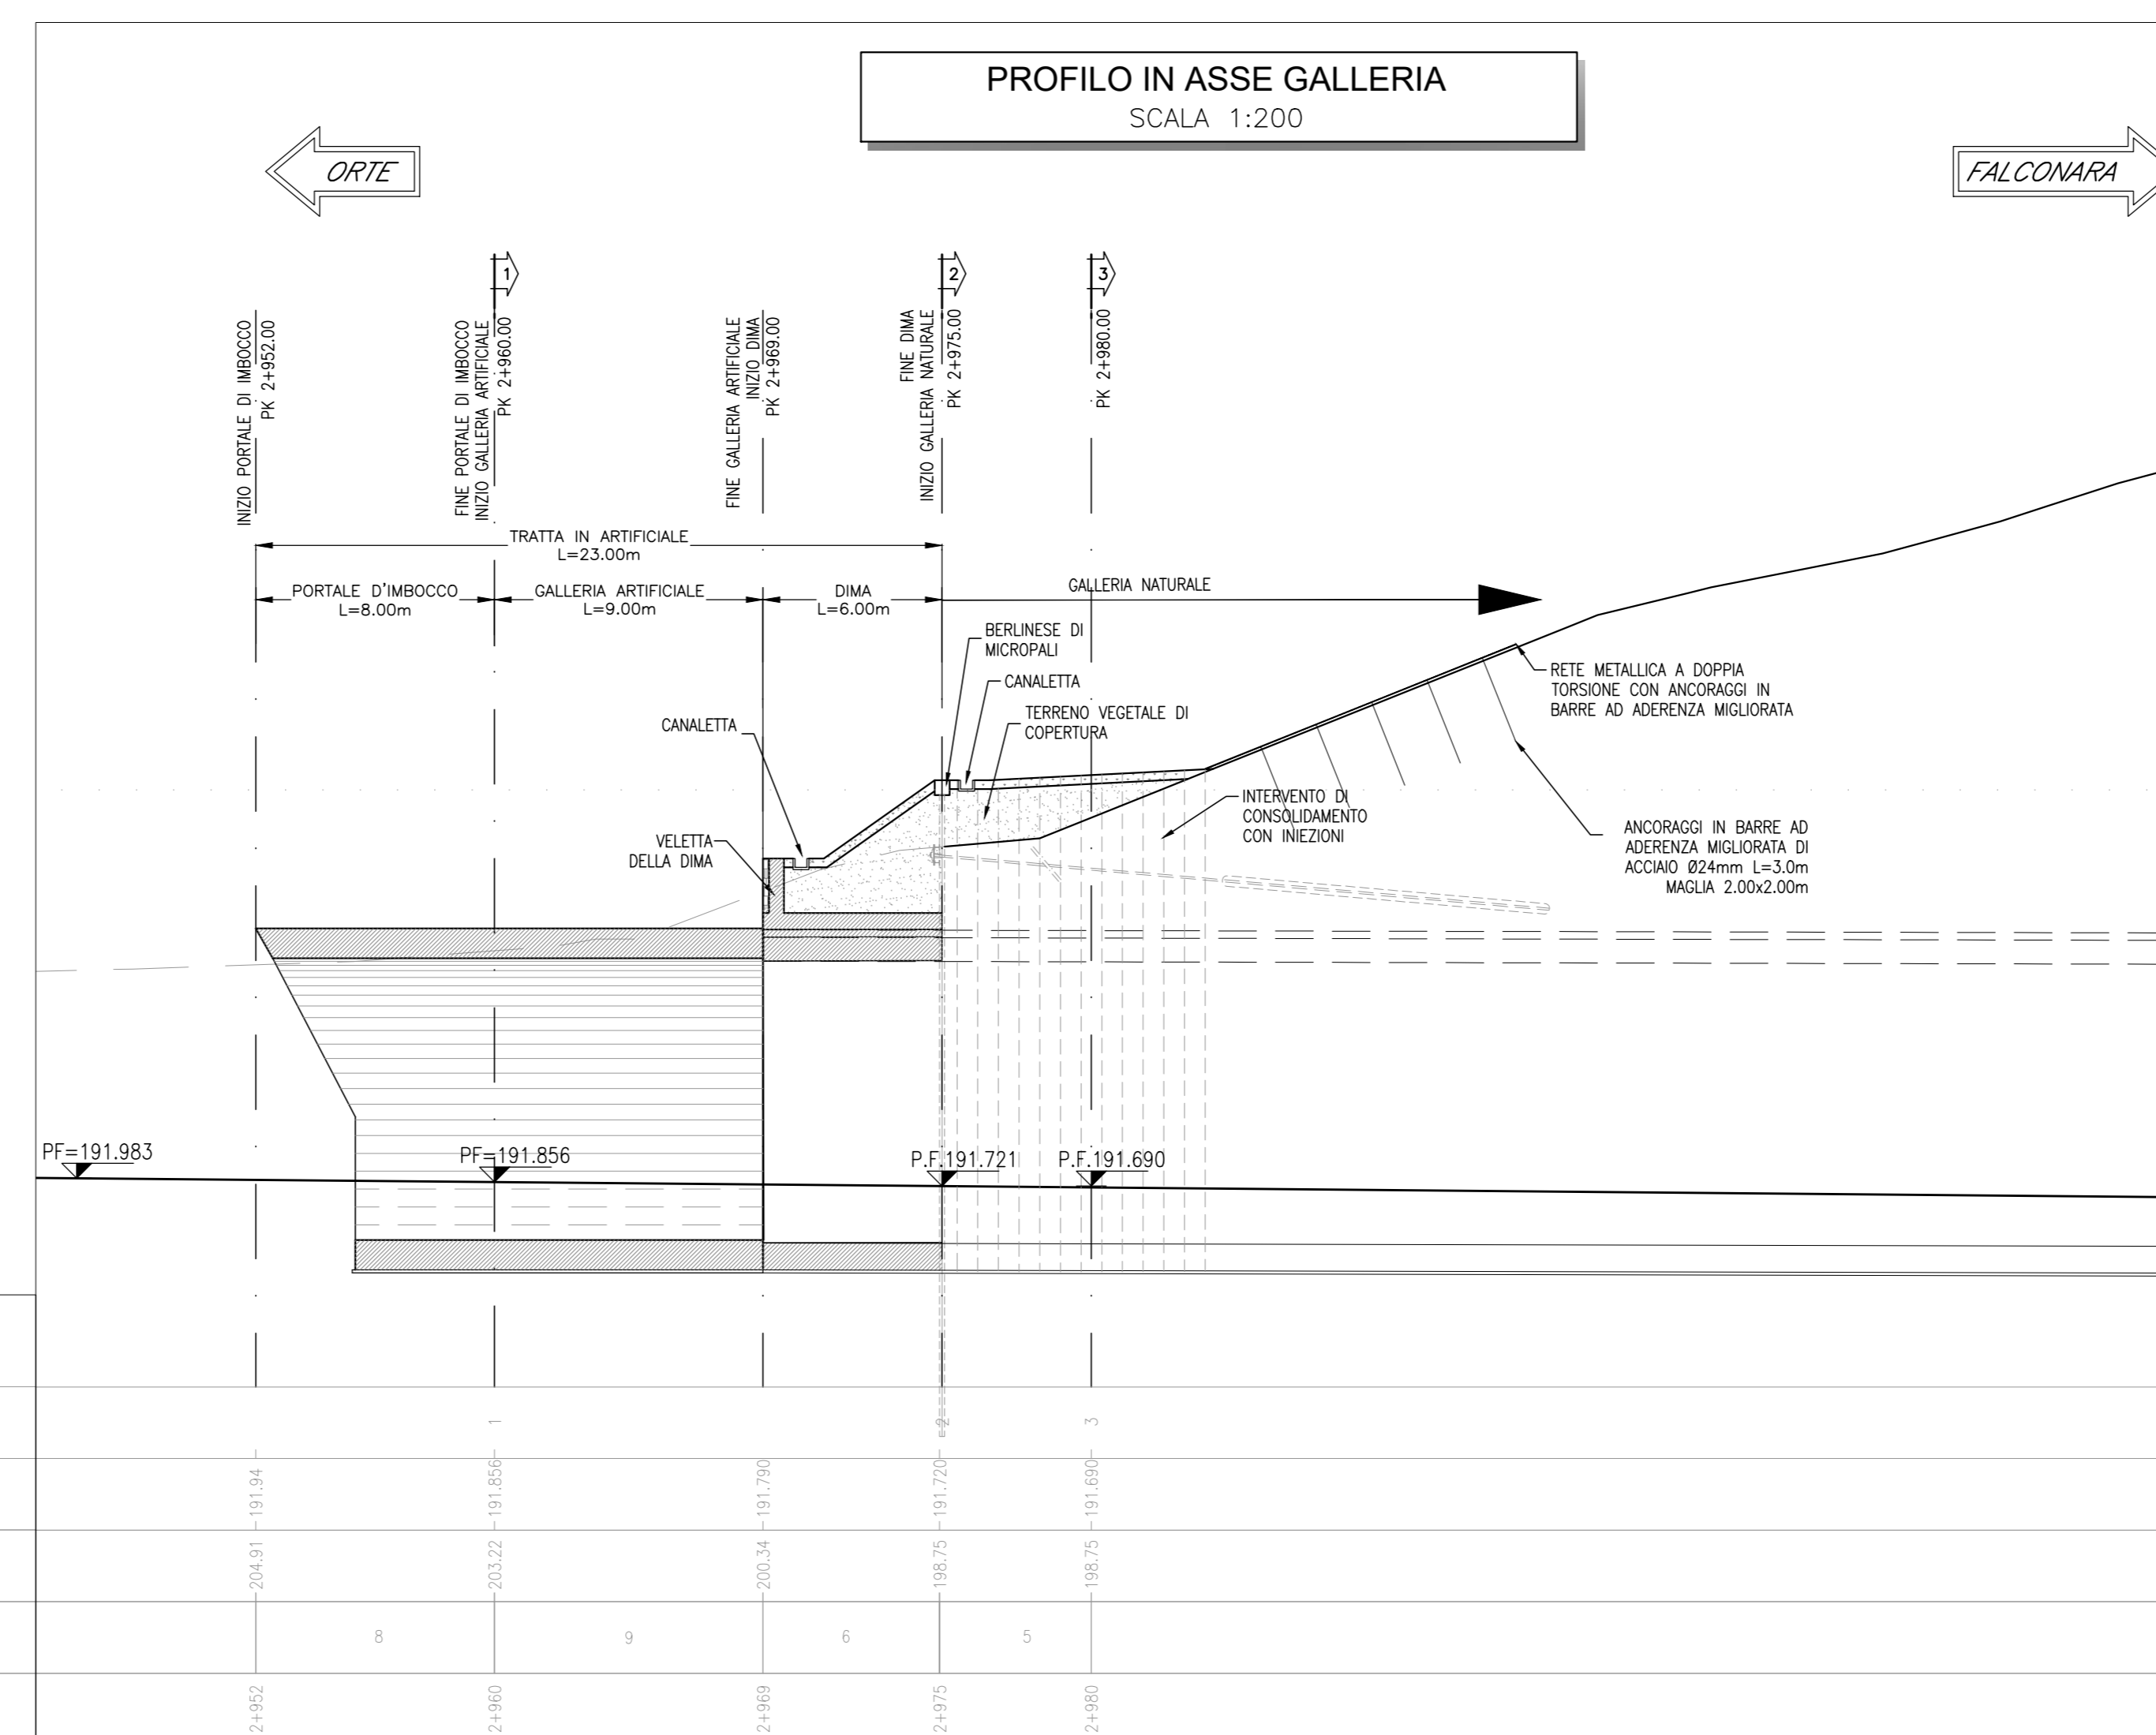 PROFILO IN ASSE GALLERIA
SCALA 1:200
ORTE
FALCONARA
1
2
3
INIZIO PORTALE DI IMBOCCO
PK 2+952.00
FINE PORTALE DI IMBOCCO
INIZIO GALLERIA ARTIFICIALE
PK 2+960.00
FINE GALLERIA ARTIFICIALE
INIZIO DIMA
PK 2+969.00
FINE DIMA
INIZIO GALLERIA NATURALE
PK 2+975.00
PK 2+980.00
TRATTA IN ARTIFICIALE
L=23.00m
PORTALE D'IMBOCCO
L=8.00m
GALLERIA ARTIFICIALE
L=9.00m
DIMA
L=6.00m
GALLERIA NATURALE
BERLINESE DI
MICROPALI
CANALETTA
TERRENO VEGETALE DI
COPERTURA
CANALETTA
VELETTA
DELLA DIMA
RETE METALLICA A DOPPIA
TORSIONE CON ANCORAGGI IN
BARRE AD ADERENZA MIGLIORATA
INTERVENTO DI
CONSOLIDAMENTO
CON INIEZIONI
ANCORAGGI IN BARRE AD
ADERENZA MIGLIORATA DI
ACCIAIO Ø24mm L=3.0m
MAGLIA 2.00x2.00m
PF=191.983
PF=191.856
P.F.191.721
P.F.191.690
1
2
3
191.94
191.856
191.790
191.720
191.690
204.91
203.22
200.34
198.75
198.75
8
9
6
5
2+952
2+960
2+969
2+975
2+980